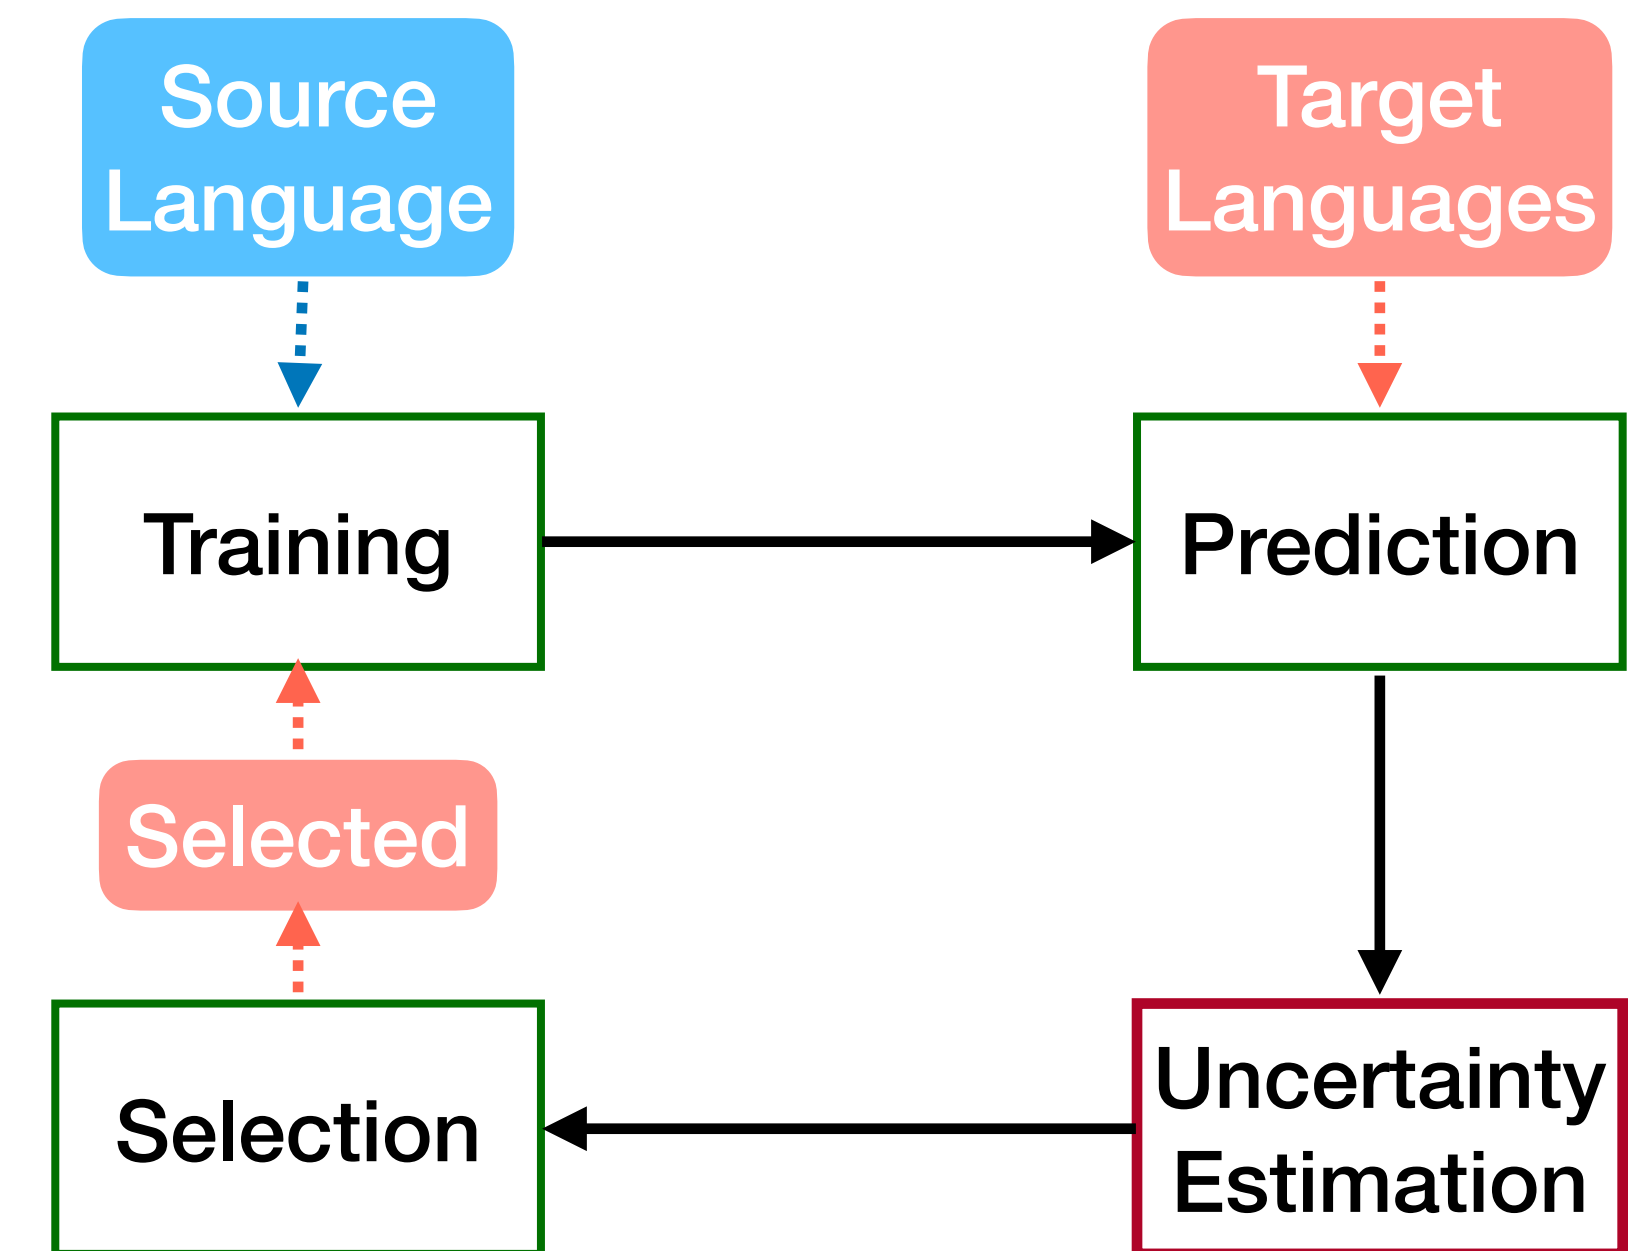 Source
Language
Target
Languages
Training
Prediction
Selected
Selection
Uncertainty
Estimation